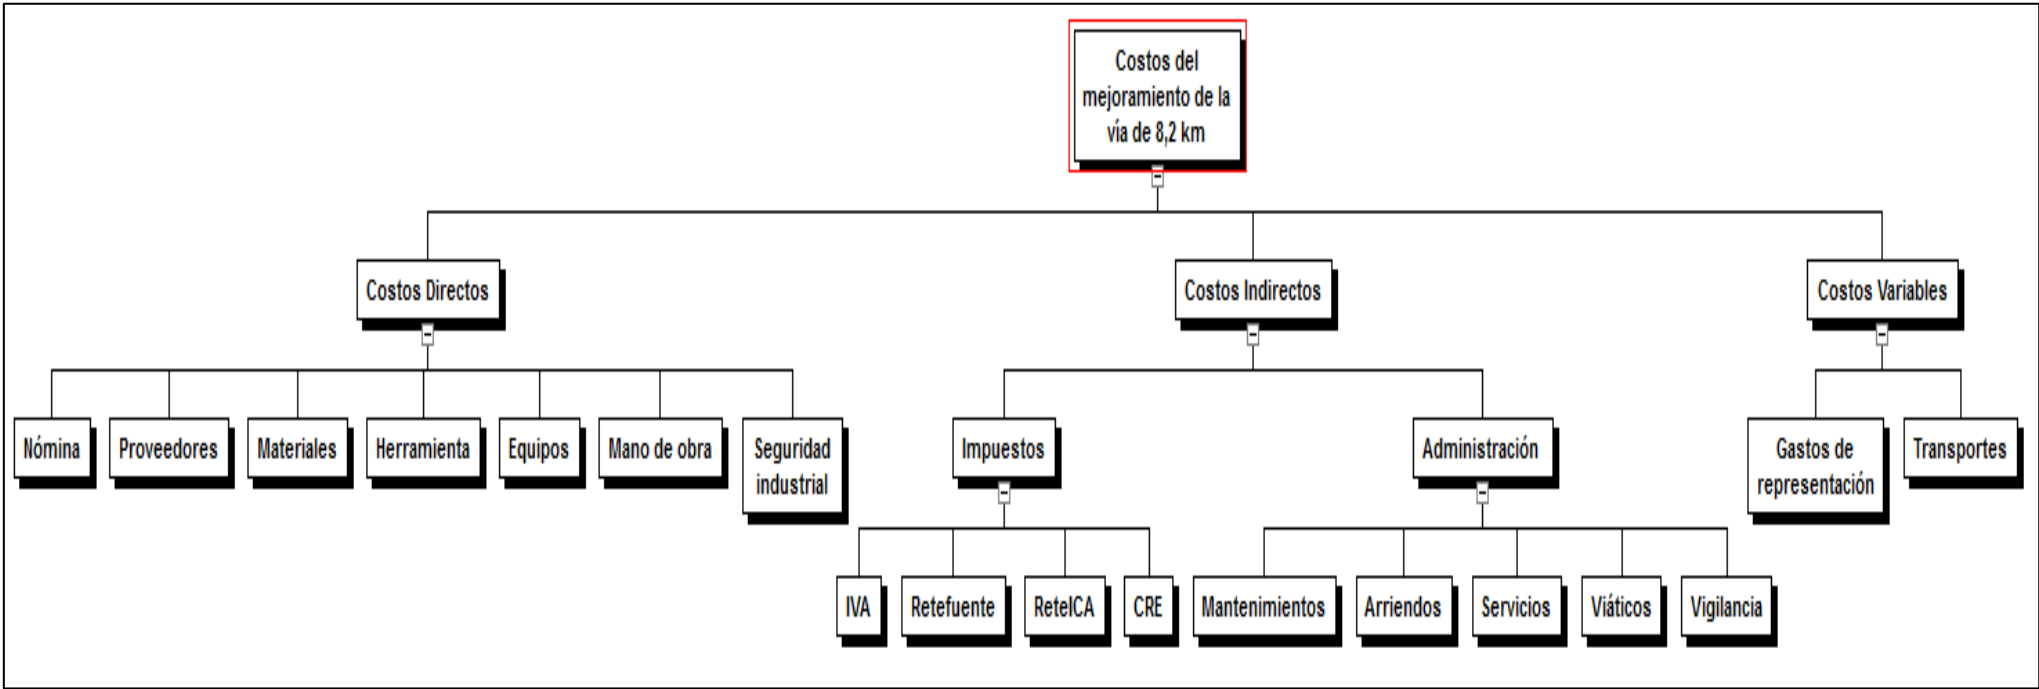 Costos del
mejoramiento de la
vía de 8,2 km
Costos Directos
Costos Indirectos
Costos Variables
Nómina
Proveedores
Materiales
Herramienta
Equipos
Mano de obra
Seguridad
industrial
Impuestos
Administración
Gastos de
representación
Transportes
IVA
Retefuente
ReteICA
CRE
Mantenimientos
Arriendos
Servicios
Viáticos
Vigilancia